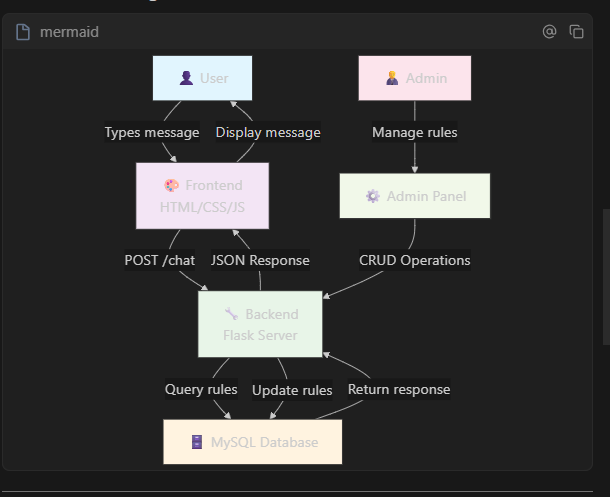 mermaid
User
Admin
Types message
Display message
Manage rules
Frontend
HTML/CSS/JS
Admin Panel
POST /chat
JSON Response
CRUD Operations
Backend
Flask Server
Query rules
Update rules
Return response
MySQL Database